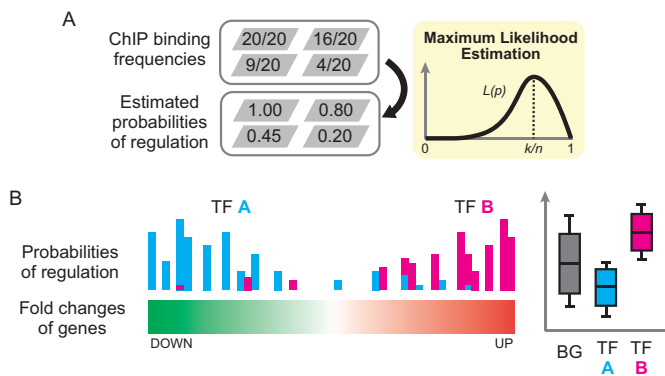 A
ChIP binding
frequencies
20/20 16/20
9/20 4/20
Estimated
probabilities
of regulation
1.00 0.80
0.45 0.20
Maximum Likelihood
Estimation
L(p)
0 k/n 1
B
TF A TF B
Probabilities
of regulation
Fold changes
of genes
DOWN UP
BG TF TF
A B